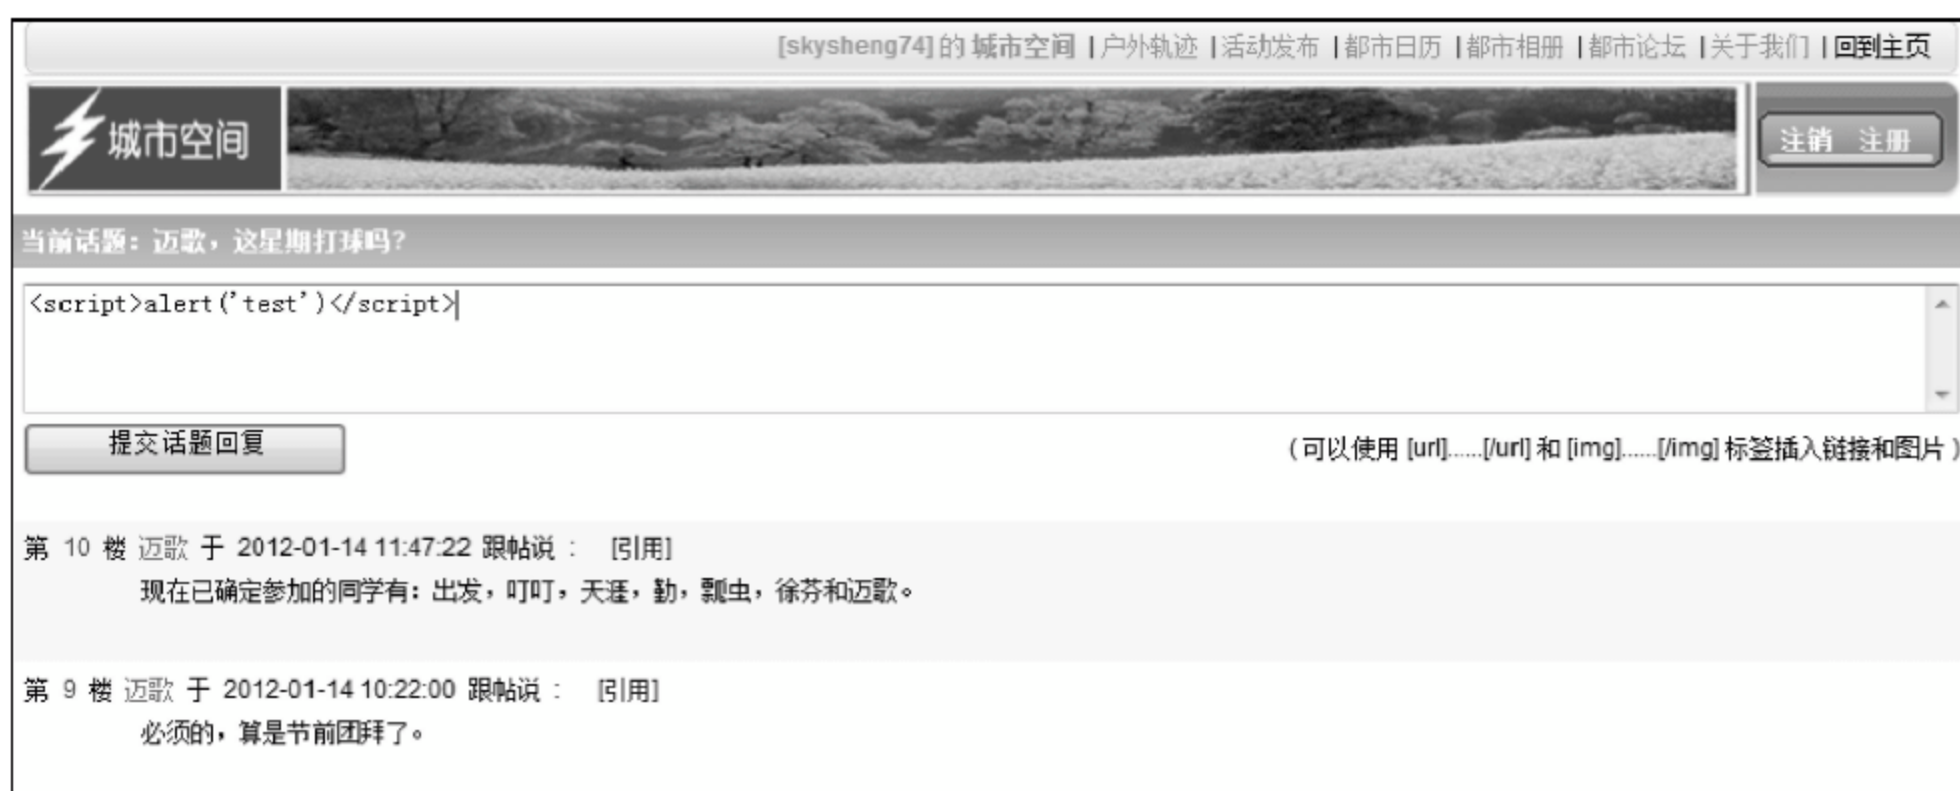 [skysheng74] 的 城市空间 | 户外轨迹 | 活动发布 | 都市日历 | 都市相册 | 都市论坛 | 关于我们 | 回到主页
城市空间
注销 注册
当前话题：迈歌，这星期打球吗？
<script>alert('test')</script>
提交话题回复
（可以使用 [url]......[/url] 和 [img]......[/img] 标签插入链接和图片）
第 10 楼 迈歌 于 2012-01-14 11:47:22 跟帖说： [引用]
现在已确定参加的同学有：出发，叮叮，天涯，勤，瓢虫，徐芬和迈歌。
第 9 楼 迈歌 于 2012-01-14 10:22:00 跟帖说： [引用]
必须的，算是节前团拜了。